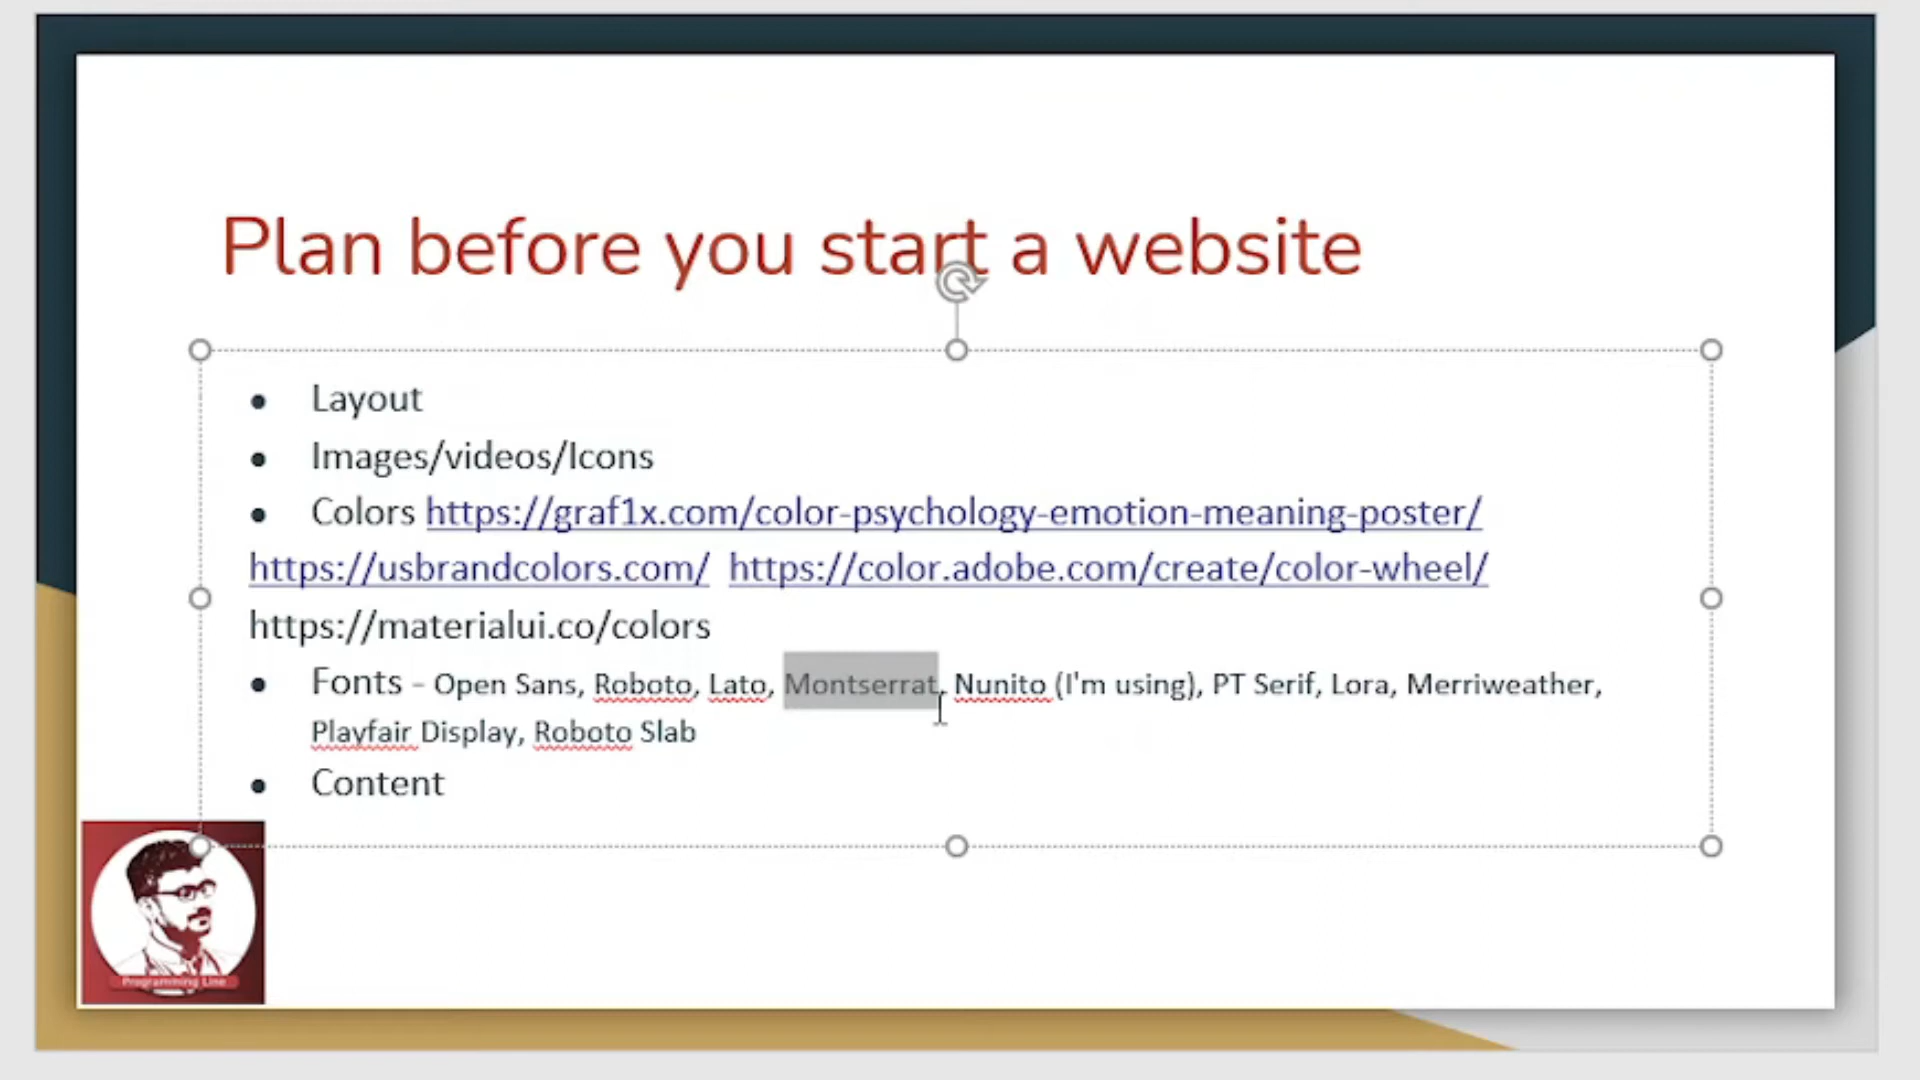 Plan before you start a website
● Layout
● Images/videos/Icons
● Colors https://graf1x.com/color-psychology-emotion-meaning-poster/
https://usbrandcolors.com/ https://color.adobe.com/create/color-wheel/
https://materialui.co/colors
● Fonts - Open Sans, Roboto, Lato, Montserrat, Nunito (I'm using), PT Serif, Lora, Merriweather,
Playfair Display, Roboto Slab
● Content
Programming Line